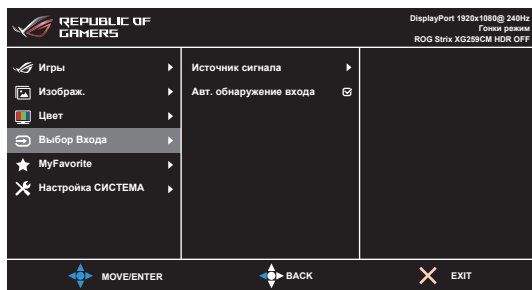 REPUBLIC OF
GAMERS
DisplayPort 1920x1080@ 240Hz
Гонки режим
ROG Strix XG259CM HDR OFF
Игры
Изображ.
Цвет
Выбор Входа
MyFavorite
Настройка СИСТЕМА
Источник сигнала
Авт. обнаружение входа
MOVE/ENTER
BACK
EXIT